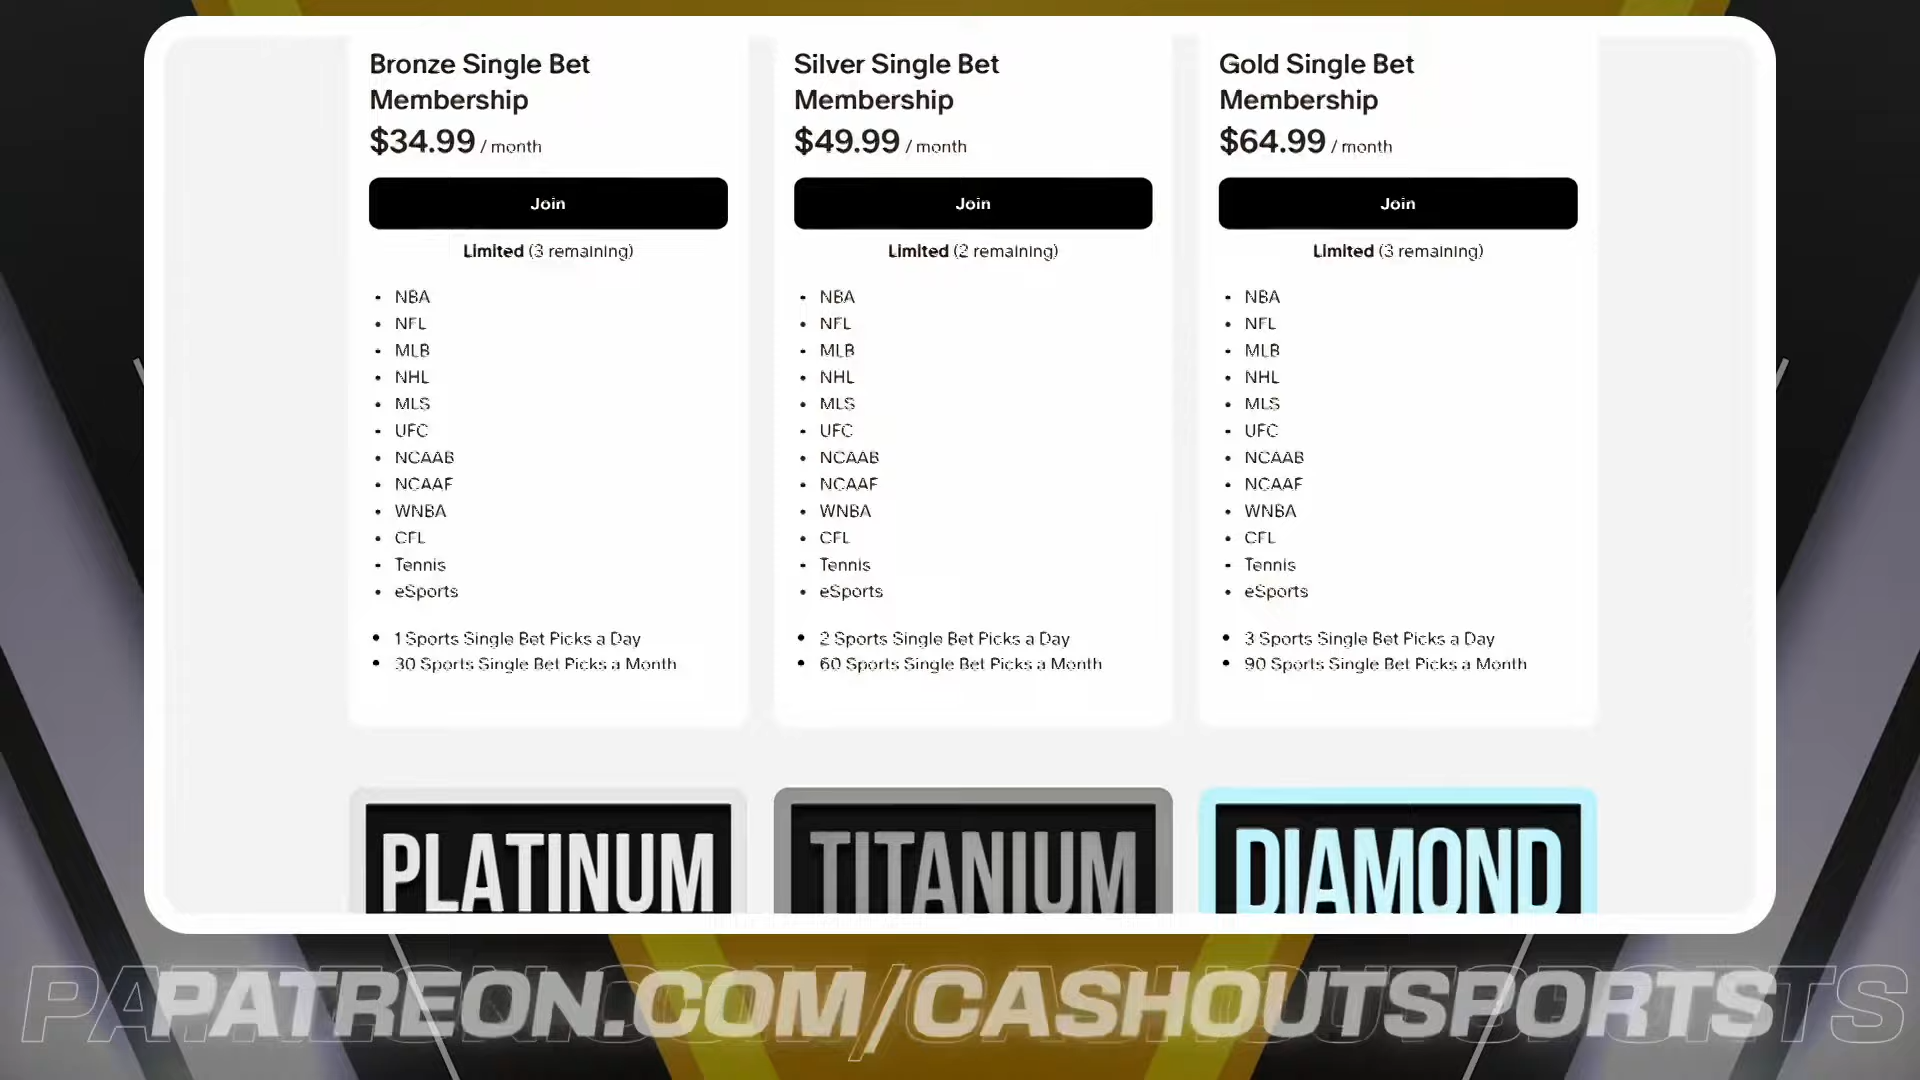 Bronze Single Bet
Membership
$34.99 / month
Join
Limited (3 remaining)
• NBA
• NFL
• MLB
• NHL
• MLS
• UFC
• NCAAB
• NCAAF
• WNBA
• CFL
• Tennis
• eSports
• 1 Sports Single Bet Picks a Day
• 30 Sports Single Bet Picks a Month
Silver Single Bet
Membership
$49.99 / month
Join
Limited (2 remaining)
• NBA
• NFL
• MLB
• NHL
• MLS
• UFC
• NCAAB
• NCAAF
• WNBA
• CFL
• Tennis
• eSports
• 2 Sports Single Bet Picks a Day
• 60 Sports Single Bet Picks a Month
Gold Single Bet
Membership
$64.99 / month
Join
Limited (3 remaining)
• NBA
• NFL
• MLB
• NHL
• MLS
• UFC
• NCAAB
• NCAAF
• WNBA
• CFL
• Tennis
• eSports
• 3 Sports Single Bet Picks a Day
• 90 Sports Single Bet Picks a Month
PLATINUM
TITANIUM
DIAMOND
PATREON.COM/CASHOUTSPORTS